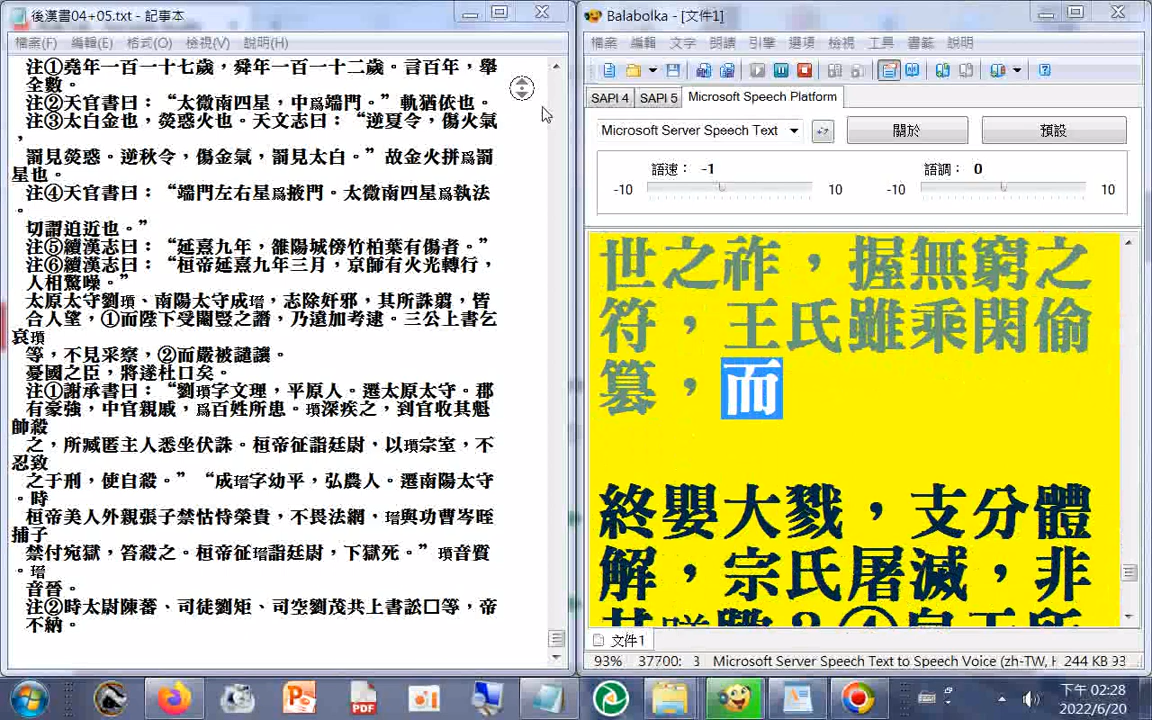 後漢書04+05.txt - 記事本
檔案(F) 編輯(E) 格式(O) 檢視(V) 說明(H)
注①堯年一百一十七歲，舜年一百一十二歲。言百年，舉
全數。
注②天官書曰：“太微南四星，中爲端門。”軌猶依也。
注③太白金也，熒惑火也。天文志曰：“逆夏令，傷火氣
，
罰見熒惑。逆秋令，傷金氣，罰見太白。”故金火拼爲罰
星也。
注④天官書曰：“端門左右星爲掖門。太微南四星爲執法
。
切謂迫近也。”
注⑤續漢志曰：“延熹九年，雒陽城傍竹柏葉有傷者。”
注⑥續漢志曰：“桓帝延熹九年三月，京師有火光轉行，
人相驚噪。”
太原太守劉瓆、南陽太守成瑨，志除奸邪，其所誅翦，皆
合人望，①而陛下受閹豎之譖，乃遠加考逮。三公上書乞
哀瓆
等，不見采察，②而嚴被譴讓。
憂國之臣，將遂杜口矣。
注①謝承書曰：“劉瓆字文理，平原人。遷太原太守。郡
有豪強，中官親戚，爲百姓所患。瓆深疾之，到官收其魁
帥殺
之，所臧匿主人悉坐伏誅。桓帝征詣廷尉，以瓆宗室，不
忍致
之于刑，使自殺。”“成瑨字幼平，弘農人。遷南陽太守
。時
桓帝美人外親張子禁怙恃榮貴，不畏法網，瑨與功曹岑晊
捕子
禁付宛獄，笞殺之。桓帝征瑨詣廷尉，下獄死。”瓆音質
。瑨
音晉。
注②時太尉陳蕃、司徒劉矩、司空劉茂共上書訟口等，帝
不納。
Balabolka - [文件1]
檔案 編輯 文字 朗讀 引擎 選項 檢視 工具 書籤 說明
SAPI 4 SAPI 5 Microsoft Speech Platform
Microsoft Server Speech Text 關於 預設
語速： -1 語調： 0
-10 10 -10 10
世之祚，握無窮之
符，王氏雖乘閑偷
篡，而
終嬰大戮，支分體
解，宗氏屠滅，非
文件1
93% 37700: 3 Microsoft Server Speech Text to Speech Voice (zh-TW, H 244 KB 93
下午 02:28
2022/6/20